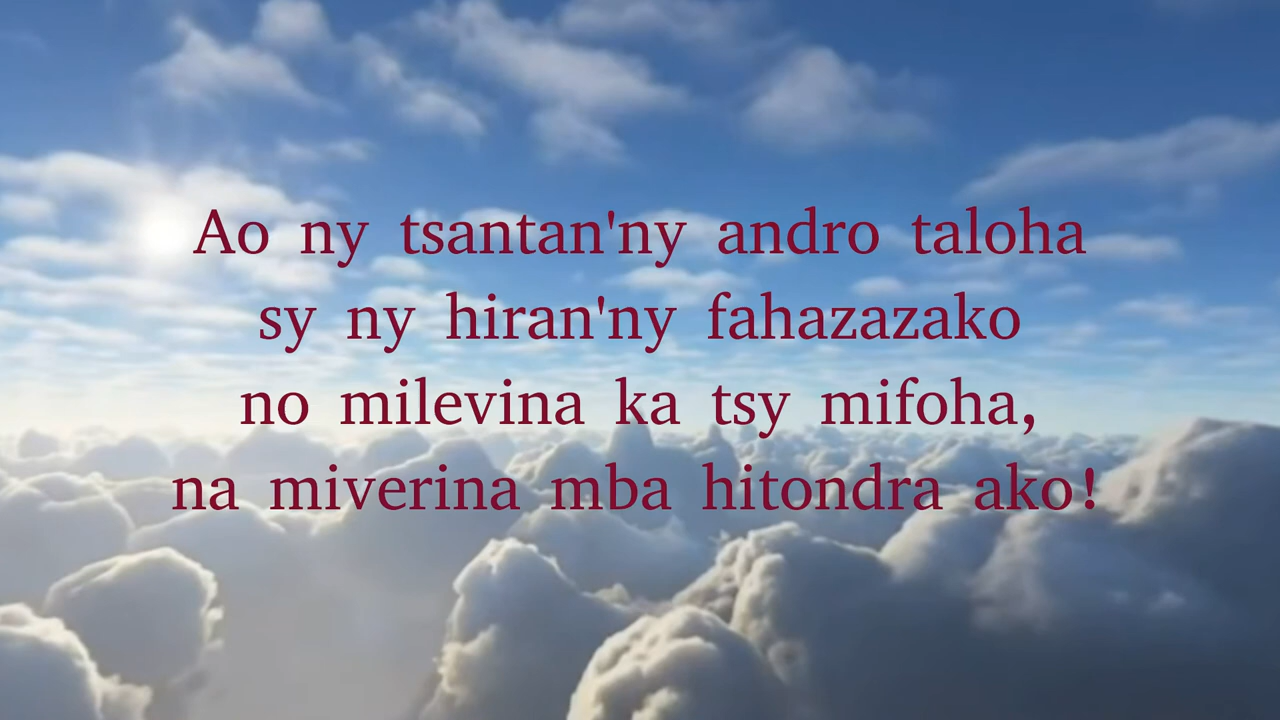 Ao ny tsantan'ny andro taloha
sy ny hiran'ny fahazazako
no milevina ka tsy mifoha,
na miverina mba hitondra ako!